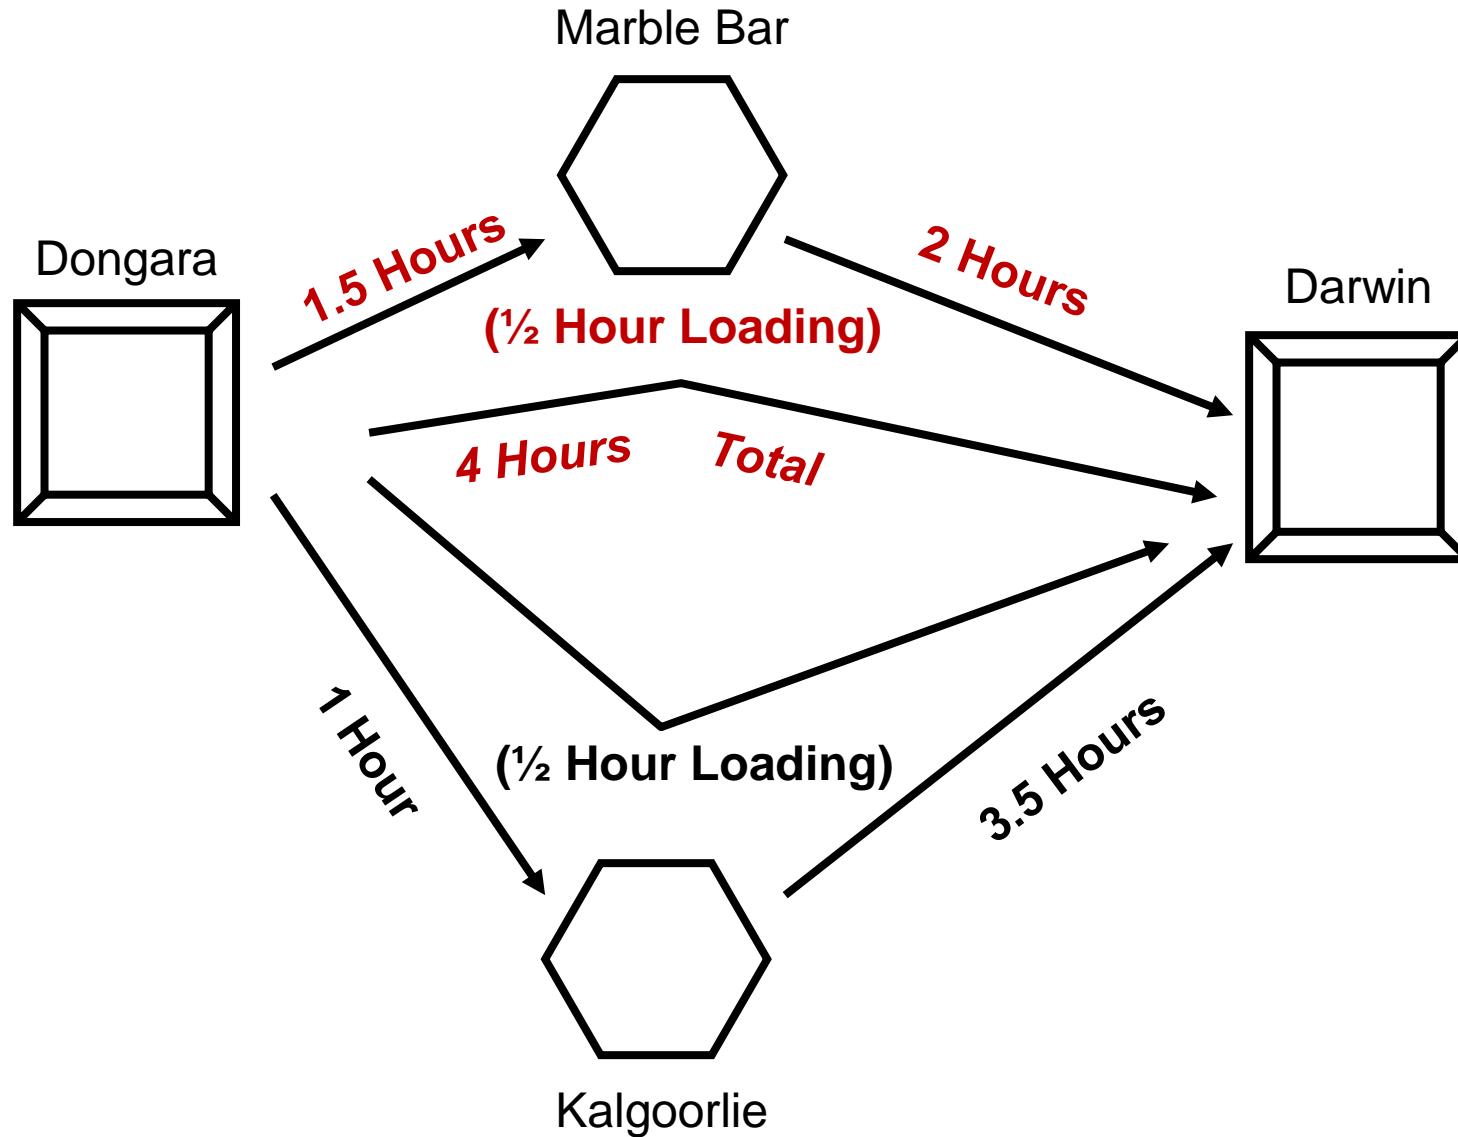 Marble Bar
Dongara
1.5 Hours
2 Hours
Darwin
(½ Hour Loading)
4 Hours Total
1 Hour
(½ Hour Loading)
3.5 Hours
Kalgoorlie